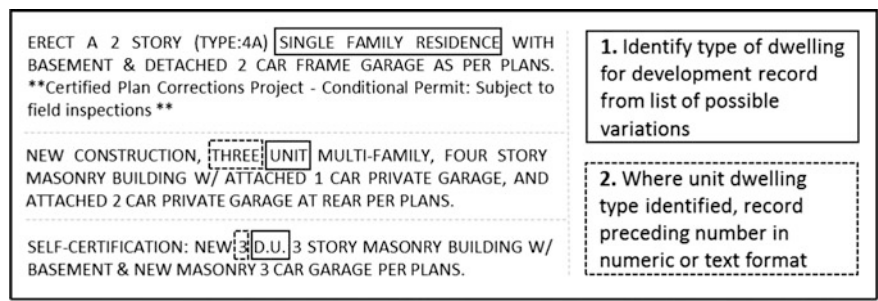 ERECT A 2 STORY (TYPE:4A) SINGLE FAMILY RESIDENCE WITH
BASEMENT & DETACHED 2 CAR FRAME GARAGE AS PER PLANS.
**Certified Plan Corrections Project - Conditional Permit: Subject to
field inspections **
NEW CONSTRUCTION, THREE UNIT MULTI-FAMILY, FOUR STORY
MASONRY BUILDING W/ ATTACHED 1 CAR PRIVATE GARAGE, AND
ATTACHED 2 CAR PRIVATE GARAGE AT REAR PER PLANS.
SELF-CERTIFICATION: NEW 3 D.U. 3 STORY MASONRY BUILDING W/
BASEMENT & NEW MASONRY 3 CAR GARAGE PER PLANS.
1. Identify type of dwelling
for development record
from list of possible
variations
2. Where unit dwelling
type identified, record
preceding number in
numeric or text format